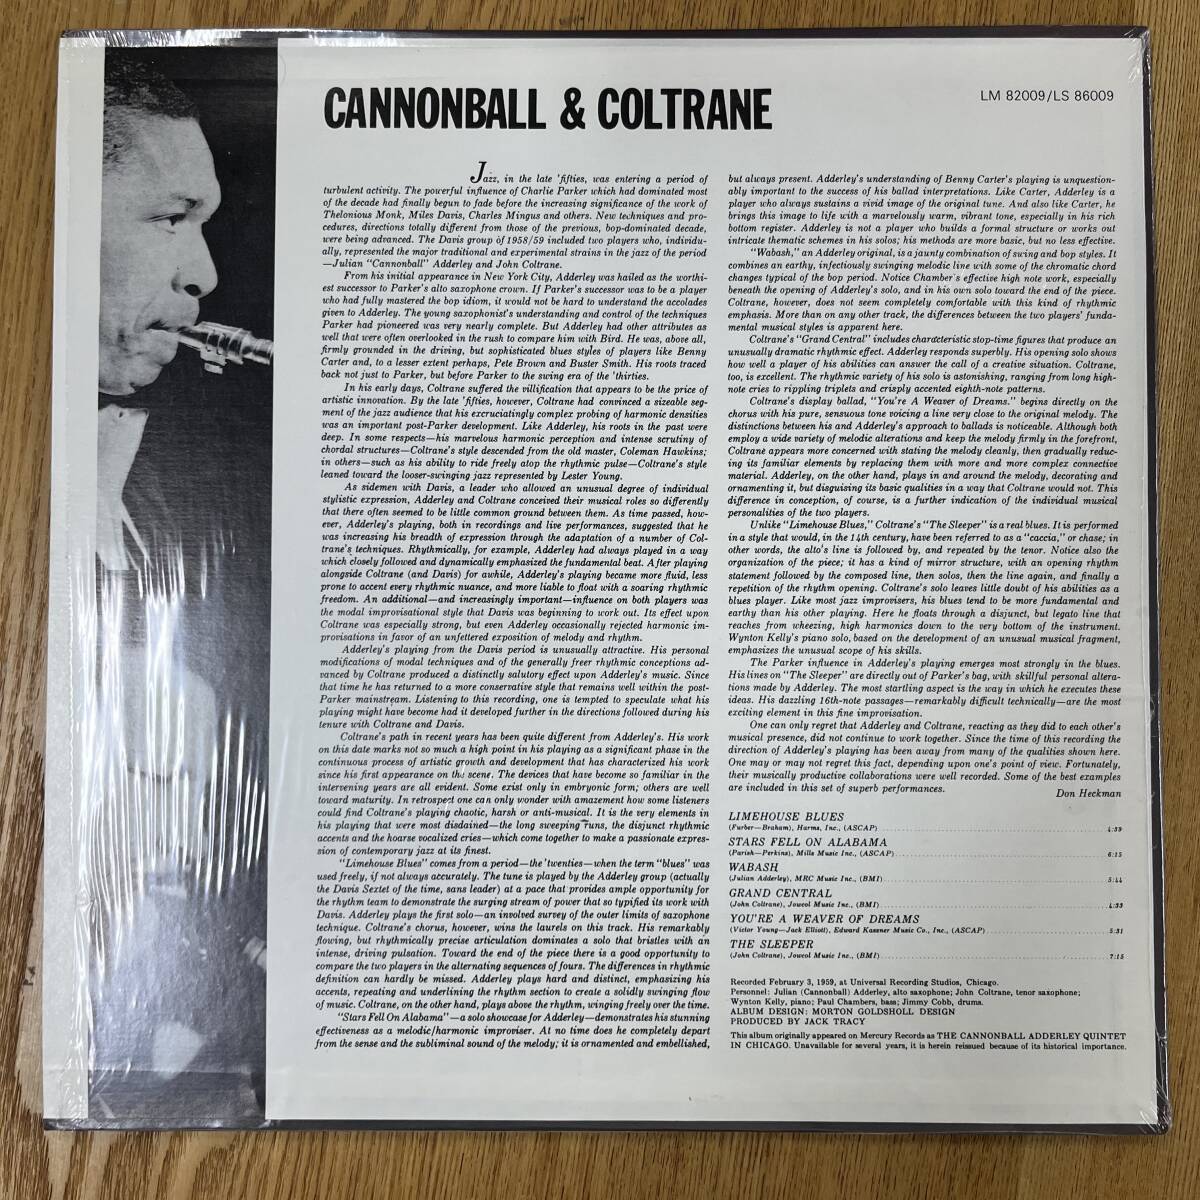 CANNONBALL & COLTRANE
LM 82009/LS 86009
Jazz, in the late 'fifties, was entering a period of
turbulent activity. The powerful influence of Charlie Parker which had dominated most
of the decade had finally begun to fade before the increasing significance of the work of
Thelonious Monk, Miles Davis, Charles Mingus and others. New techniques and pro-
cedures, directions totally different from those of the previous, bop-dominated decade,
were being advanced. The Davis group of 1958/59 included two players who, individu-
ally, represented the major traditional and experimental strains in the jazz of the period
—Julian "Cannonball" Adderley and John Coltrane.
From his initial appearance in New York City, Adderley was hailed as the worthi-
est successor to Parker's alto saxophone crown. If Parker's successor was to be a player
who had fully mastered the bop idiom, it would not be hard to understand the accolades
given to Adderley. The young saxophonist's understanding and control of the techniques
Parker had pioneered was very nearly complete. But Adderley had other attributes as
well that were often overlooked in the rush to compare him with Bird. He was, above all,
firmly grounded in the driving, but sophisticated blues styles of players like Benny
Carter and, to a lesser extent perhaps, Pete Brown and Buster Smith. His roots traced
back not just to Parker, but before Parker to the swing era of the 'thirties.
In his early days, Coltrane suffered the villification that appears to be the price of
artistic innovation. By the late 'fifties, however, Coltrane had convinced a sizeable seg-
ment of the jazz audience that his excruciatingly complex probing of harmonic densities
was an important post-Parker development. Like Adderley, his roots in the past were
deep. In some respects—his marvelous harmonic perception and intense scrutiny of
chordal structures—Coltrane's style descended from the old master, Coleman Hawkins;
in others—such as his ability to ride freely atop the rhythmic pulse—Coltrane's style
leaned toward the looser-swinging jazz represented by Lester Young.
As sidemen with Davis, a leader who allowed an unusual degree of individual
stylistic expression, Adderley and Coltrane conceived their musical roles so differently
that there often seemed to be little common ground between them. As time passed, how-
ever, Adderley's playing, both in recordings and live performances, suggested that he
was increasing his breadth of expression through the adaptation of a number of Col-
trane's techniques. Rhythmically, for example, Adderley had always played in a way
which closely followed and dynamically emphasized the fundamental beat. After playing
alongside Coltrane (and Davis) for awhile, Adderley's playing became more fluid, less
prone to accent every rhythmic nuance, and more liable to float with a soaring rhythmic
freedom. An additional—and increasingly important—influence on both players was
the modal improvisational style that Davis was beginning to work out. Its effect upon
Coltrane was especially strong, but even Adderley occasionally rejected harmonic im-
provisations in favor of an unfettered exposition of melody and rhythm.
Adderley's playing from the Davis period is unusually attractive. His personal
modifications of modal techniques and of the generally freer rhythmic conceptions ad-
vanced by Coltrane produced a distinctly salutory effect upon Adderley's music. Since
that time he has returned to a more conservative style that remains well within the post-
Parker mainstream. Listening to this recording, one is tempted to speculate what his
playing might have become had it developed further in the directions followed during his
tenure with Coltrane and Davis.
Coltrane's path in recent years has been quite different from Adderley's. His work
on this date marks not so much a high point in his playing as a significant phase in the
continuous process of artistic growth and development that has characterized his work
since his first appearance on the scene. The devices that have become so familiar in the
intervening years are all evident. Some exist only in embryonic form; others are well
toward maturity. In retrospect one can only wonder with amazement how some listeners
could find Coltrane's playing chaotic, harsh or anti-musical. It is the very elements in
his playing that were most disdained—the long sweeping runs, the disjunct rhythmic
accents and the hoarse vocalized cries—which come together to make a passionate expres-
sion of contemporary jazz at its finest.
"Limehouse Blues" comes from a period—the 'twenties—when the term "blues" was
used freely, if not always accurately. The tune is played by the Adderley group (actually
the Davis Sextet of the time, sans leader) at a pace that provides ample opportunity for
the rhythm team to demonstrate the surging stream of power that so typified its work with
Davis. Adderley plays the first solo—an involved survey of the outer limits of saxophone
technique. Coltrane's chorus, however, wins the laurels on this track. His remarkably
flowing, but rhythmically precise articulation dominates a solo that bristles with an
intense, driving pulsation. Toward the end of the piece there is a good opportunity to
compare the two players in the alternating sequences of fours. The differences in rhythmic
definition can hardly be missed. Adderley plays hard and distinct, emphasizing his
accents, repeating and underlining the rhythm section to create a solidly swinging flow
of music. Coltrane, on the other hand, plays above the rhythm, winging freely over the time.
"Stars Fell On Alabama"—a solo showcase for Adderley—demonstrates his stunning
effectiveness as a melodic/harmonic improviser. At no time does he completely depart
from the sense and the subliminal sound of the melody; it is ornamented and embellished,
but always present. Adderley's understanding of Benny Carter's playing is unquestion-
ably important to the success of his ballad interpretations. Like Carter, Adderley is a
player who always sustains a vivid image of the original tune. And also like Carter, he
brings this image to life with a marvelously warm, vibrant tone, especially in his rich
bottom register. Adderley is not a player who builds a formal structure or works out
intricate thematic schemes in his solos; his methods are more basic, but no less effective.
"Wabash," an Adderley original, is a jaunty combination of swing and bop styles. It
combines an earthy, infectiously swinging melodic line with some of the chromatic chord
changes typical of the bop period. Notice Chamber's effective high note work, especially
beneath the opening of Adderley's solo, and in his own solo toward the end of the piece.
Coltrane, however, does not seem completely comfortable with this kind of rhythmic
emphasis. More than on any other track, the differences between the two players' funda-
mental musical styles is apparent here.
Coltrane's "Grand Central" includes characteristic stop-time figures that produce an
unusually dramatic rhythmic effect. Adderley responds superbly. His opening solo shows
how well a player of his abilities can answer the call of a creative situation. Coltrane,
too, is excellent. The rhythmic variety of his solo is astonishing, ranging from long high-
note cries to rippling triplets and crisply accented eighth-note patterns.
Coltrane's display ballad, "You're A Weaver of Dreams." begins directly on the
chorus with his pure, sensuous tone voicing a line very close to the original melody. The
distinctions between his and Adderley's approach to ballads is noticeable. Although both
employ a wide variety of melodic alterations and keep the melody firmly in the forefront,
Coltrane appears more concerned with stating the melody cleanly, then gradually reduc-
ing its familiar elements by replacing them with more and more complex connective
material. Adderley, on the other hand, plays in and around the melody, decorating and
ornamenting it, but disguising its basic qualities in a way that Coltrane would not. This
difference in conception, of course, is a further indication of the individual musical
personalities of the two players.
Unlike "Limehouse Blues," Coltrane's "The Sleeper" is a real blues. It is performed
in a style that would, in the 14th century, have been referred to as a "caccia," or chase; in
other words, the alto's line is followed by, and repeated by the tenor. Notice also the
organization of the piece; it has a kind of mirror structure, with an opening rhythm
statement followed by the composed line, then solos, then the line again, and finally a
repetition of the rhythm opening. Coltrane's solo leaves little doubt of his abilities as a
blues player. Like most jazz improvisers, his blues tend to be more fundamental and
earthy than his other playing. Here he floats through a disjunct, but legato line that
reaches from wheezing, high harmonics down to the very bottom of the instrument.
Wynton Kelly's piano solo, based on the development of an unusual musical fragment,
emphasizes the unusual scope of his skills.
The Parker influence in Adderley's playing emerges most strongly in the blues.
His lines on "The Sleeper" are directly out of Parker's bag, with skillful personal altera-
tions made by Adderley. The most startling aspect is the way in which he executes these
ideas. His dazzling 16th-note passages—remarkably difficult technically—are the most
exciting element in this fine improvisation.
One can only regret that Adderley and Coltrane, reacting as they did to each other's
musical presence, did not continue to work together. Since the time of this recording the
direction of Adderley's playing has been away from many of the qualities shown here.
One may or may not regret this fact, depending upon one's point of view. Fortunately,
their musically productive collaborations were well recorded. Some of the best examples
are included in this set of superb performances.
Don Heckman
LIMEHOUSE BLUES
(Furber—Braham), Harms, Inc., (ASCAP) 4:39
STARS FELL ON ALABAMA
(Parish—Perkins), Mills Music Inc., (ASCAP) 6:15
WABASH
(Julian Adderley), MRC Music Inc., (BMI) 5:44
GRAND CENTRAL
(John Coltrane), Jowcol Music Inc., (BMI) 4:33
YOU'RE A WEAVER OF DREAMS
(Victor Young—Jack Elliott), Edward Kassner Music Co., Inc., (ASCAP) 5:31
THE SLEEPER
(John Coltrane), Jowcol Music Inc., (BMI) 7:15
Recorded February 3, 1959, at Universal Recording Studios, Chicago.
Personnel: Julian (Cannonball) Adderley, alto saxophone; John Coltrane, tenor saxophone;
Wynton Kelly, piano; Paul Chambers, bass; Jimmy Cobb, drums.
ALBUM DESIGN: MORTON GOLDSHOLL DESIGN
PRODUCED BY JACK TRACY
This album originally appeared on Mercury Records as THE CANNONBALL ADDERLEY QUINTET
IN CHICAGO. Unavailable for several years, it is herein reissued because of its historical importance.